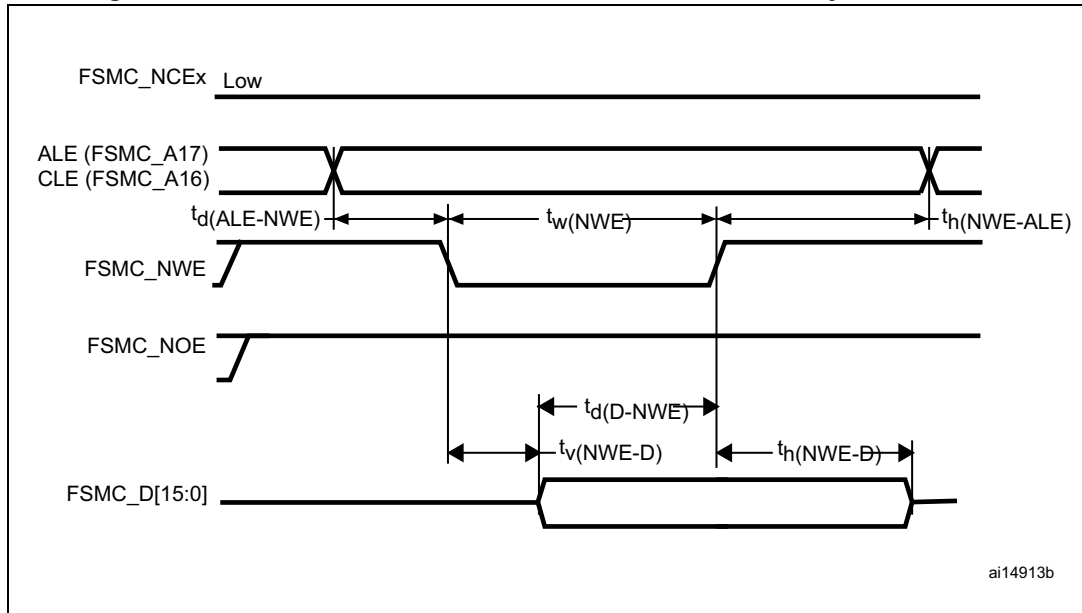 FSMC_NCEx Low
ALE (FSMC_A17)
CLE (FSMC_A16)
td(ALE-NWE) tw(NWE) th(NWE-ALE)
FSMC_NWE
FSMC_NOE
td(D-NWE)
tv(NWE-D) th(NWE-D)
FSMC_D[15:0]
ai14913b